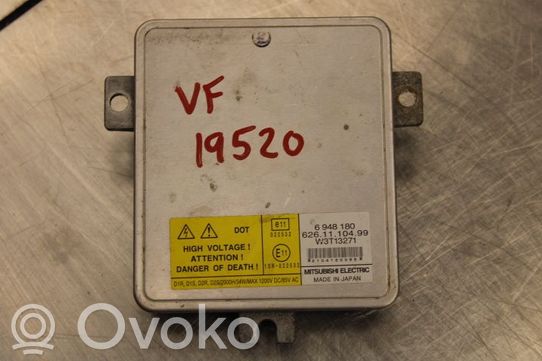 VF
19520
DOT
HIGH VOLTAGE!
ATTENTION!
DANGER OF DEATH!
e11
E11
6 948 180
626.11.104.99
W3T13271
MITSUBISHI ELECTRIC
MADE IN JAPAN
Ovoko